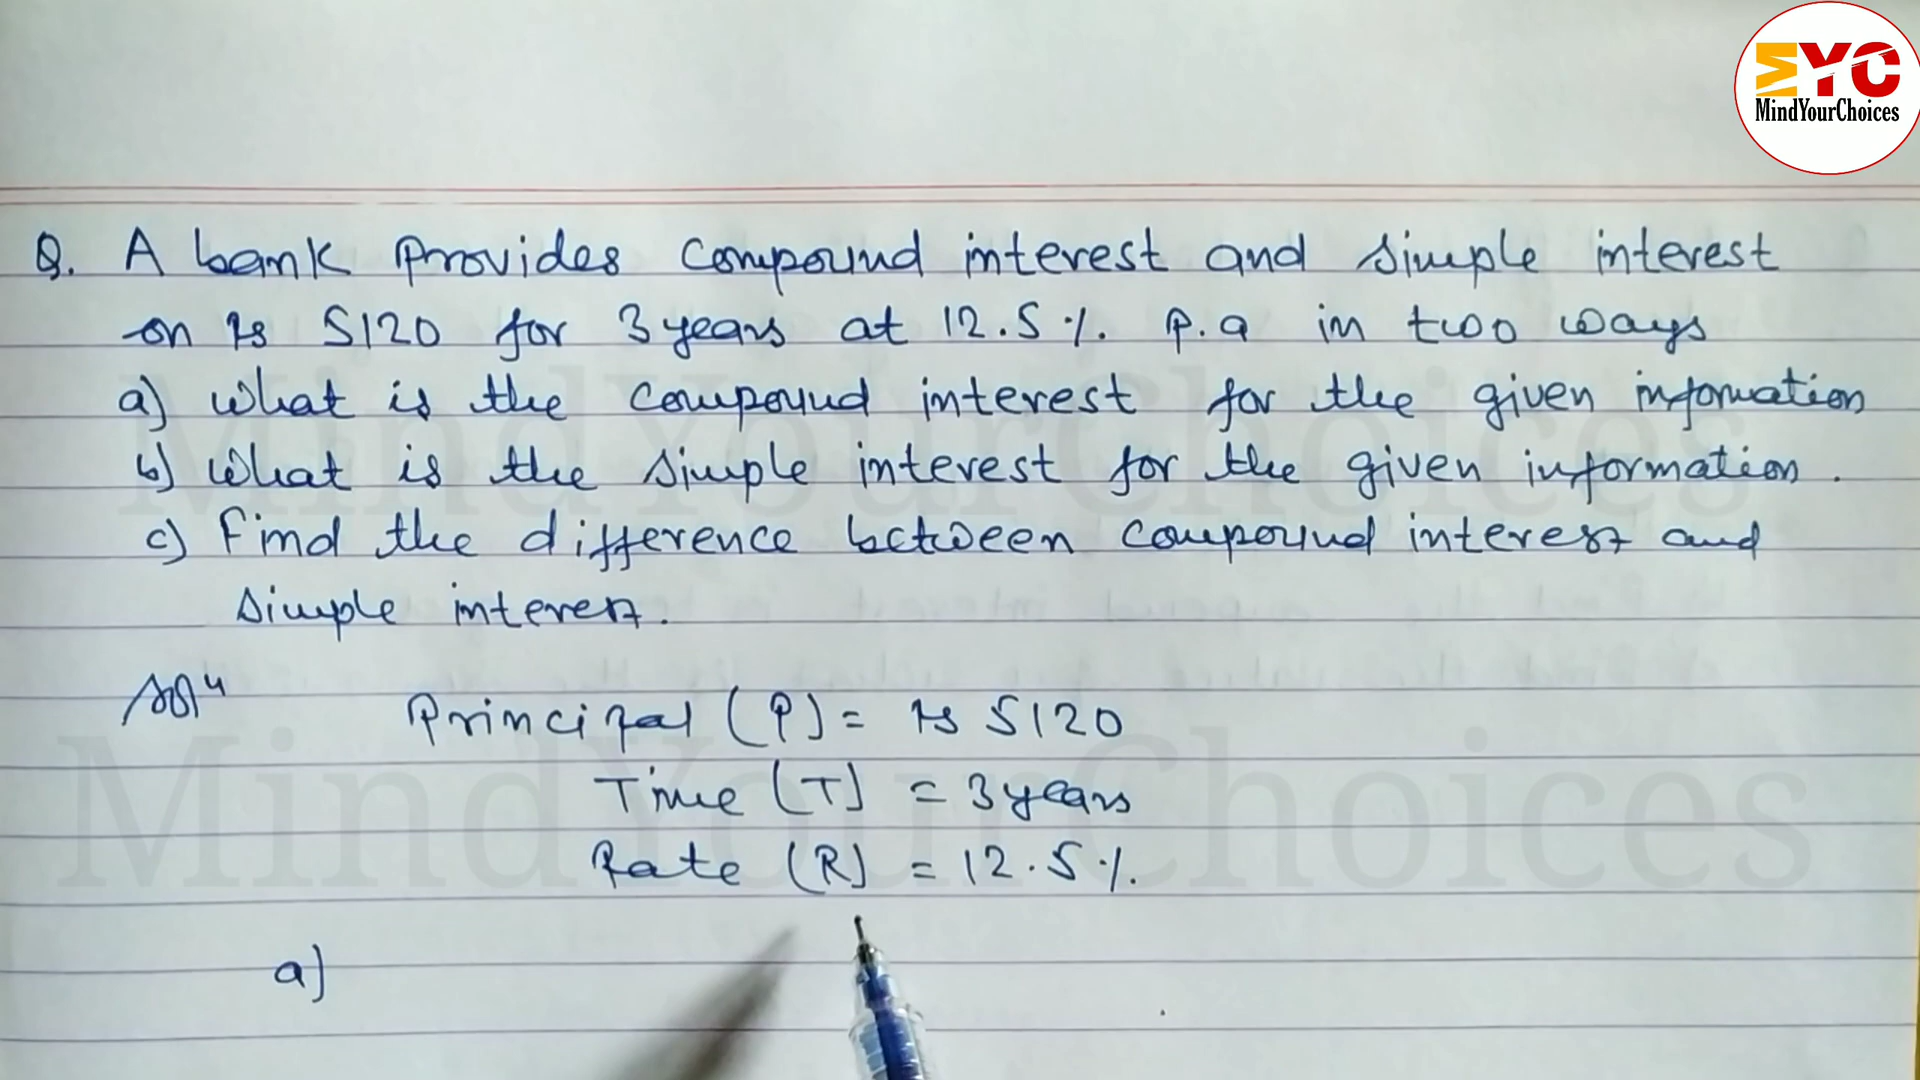 MYC
MindYourChoices
Q. A bank provides compound interest and simple interest
on Rs 5120 for 3 years at 12.5 %. P.a in two ways
a) What is the compound interest for the given information
b) What is the simple interest for the given information.
c) Find the difference between compound interest and
simple interest.
Soln
Principal (P) = Rs 5120
Time (T) = 3 years
Rate (R) = 12.5 %.
a)
MindYourChoices
MindYourChoices